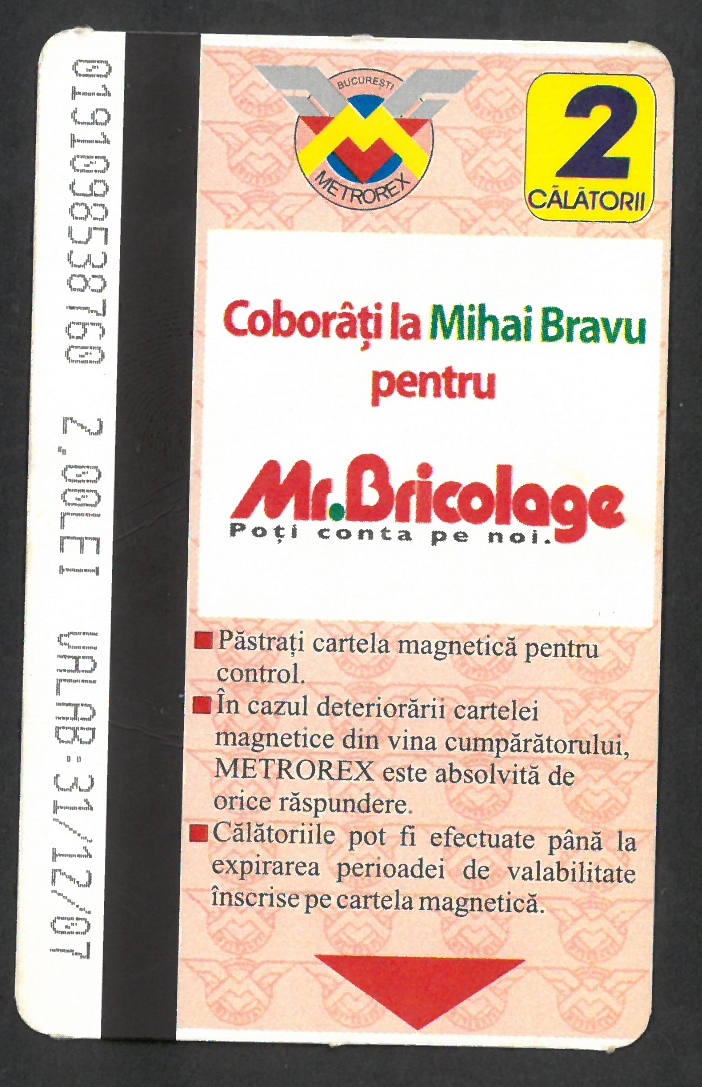 BUCUREŞTI
METROREX
2
CĂLĂTORII
Coborâți la Mihai Bravu
pentru
Mr.Bricolage
Poți conta pe noi.
Păstrați cartela magnetică pentru
control.
În cazul deteriorării cartelei
magnetice din vina cumpărătorului,
METROREX este absolvită de
orice răspundere.
Călătoriile pot fi efectuate până la
expirarea perioadei de valabilitate
înscrise pe cartela magnetică.
0191098538760 2,00LEI VALAB:31/12/07